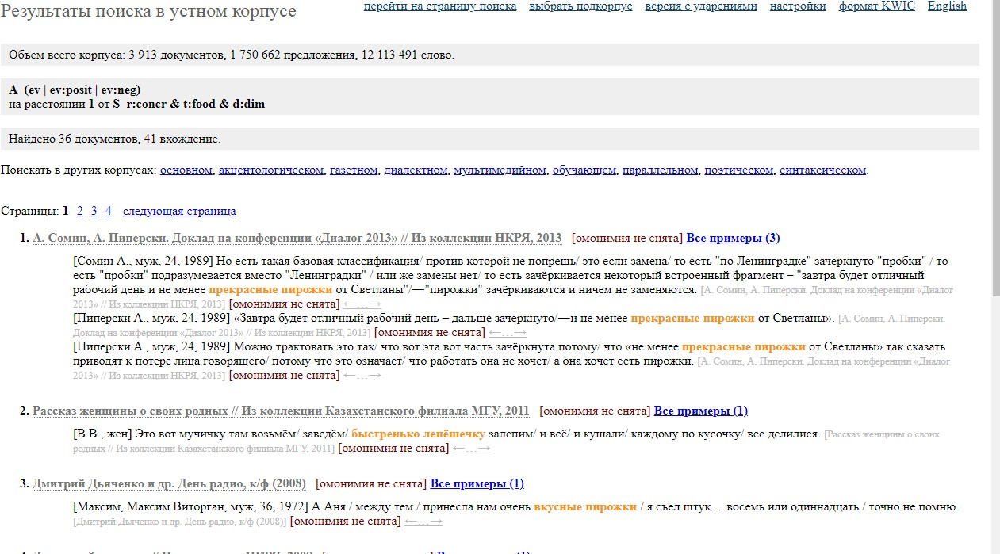 Результаты поиска в устном корпусе
перейти на страницу поиска выбрать подкорпус версия с ударениями настройки формат KWIC English
Объем всего корпуса: 3 913 документов, 1 750 662 предложения, 12 113 491 слово.
A (ev | ev:posit | ev:neg)
на расстоянии 1 от S r:concr & t:food & d:dim
Найдено 36 документов, 41 вхождение.
Поискать в других корпусах: основном, акцентологическом, газетном, диалектном, мультимедийном, обучающем, параллельном, поэтическом, синтаксическом.
Страницы: 1 2 3 4 следующая страница
1. А. Сомин, А. Пиперски. Доклад на конференции «Диалог 2013» // Из коллекции НКРЯ, 2013 [омонимия не снята] Все примеры (3)
[Сомин А., муж, 24, 1989] Но есть такая базовая классификация/ против которой не попрёшь/ это если замена/ то есть "по Ленинградке" зачёркнуто "пробки" / то
есть "пробки" подразумевается вместо "Ленинградки" / или же замены нет/ то есть зачёркивается некоторый встроенный фрагмент – "завтра будет отличный
рабочий день и не менее прекрасные пирожки от Светланы"/―"пирожки" зачёркиваются и ничем не заменяются. [А. Сомин, А. Пиперски. Доклад на конференции «Диалог
2013» // Из коллекции НКРЯ, 2013] [омонимия не снята] ←…→
[Пиперски А., муж, 24, 1989] «Завтра будет отличный рабочий день – дальше зачёркнуто/―и не менее прекрасные пирожки от Светланы». [А. Сомин, А. Пиперски.
Доклад на конференции «Диалог 2013» // Из коллекции НКРЯ, 2013] [омонимия не снята] ←…→
[Пиперски А., муж, 24, 1989] Можно трактовать это так/ что вот эта вот часть зачёркнута потому/ что «не менее прекрасные пирожки от Светланы» так сказать
приводят к потере лица говорящего/ потому что это означает/ что работать она не хочет/ а она хочет есть пирожки. [А. Сомин, А. Пиперски. Доклад на конференции «Диалог
2013» // Из коллекции НКРЯ, 2013] [омонимия не снята] ←…→
2. Рассказ женщины о своих родных // Из коллекции Казахстанского филиала МГУ, 2011 [омонимия не снята] Все примеры (1)
[В.В., жен] Это вот мучичку там возьмём/ заведём/ быстренько лепёшечку залепим/ и всё/ и кушали/ каждому по кусочку/ все делилися. [Рассказ женщины о своих
родных // Из коллекции Казахстанского филиала МГУ, 2011] [омонимия не снята] ←…→
3. Дмитрий Дьяченко и др. День радио, к/ф (2008) [омонимия не снята] Все примеры (1)
[Максим, Максим Виторган, муж, 36, 1972] А Аня / между тем / принесла нам очень вкусные пирожки / я съел штук… восемь или одиннадцать / точно не помню.
[Дмитрий Дьяченко и др. День радио, к/ф (2008)] [омонимия не снята] ←…→